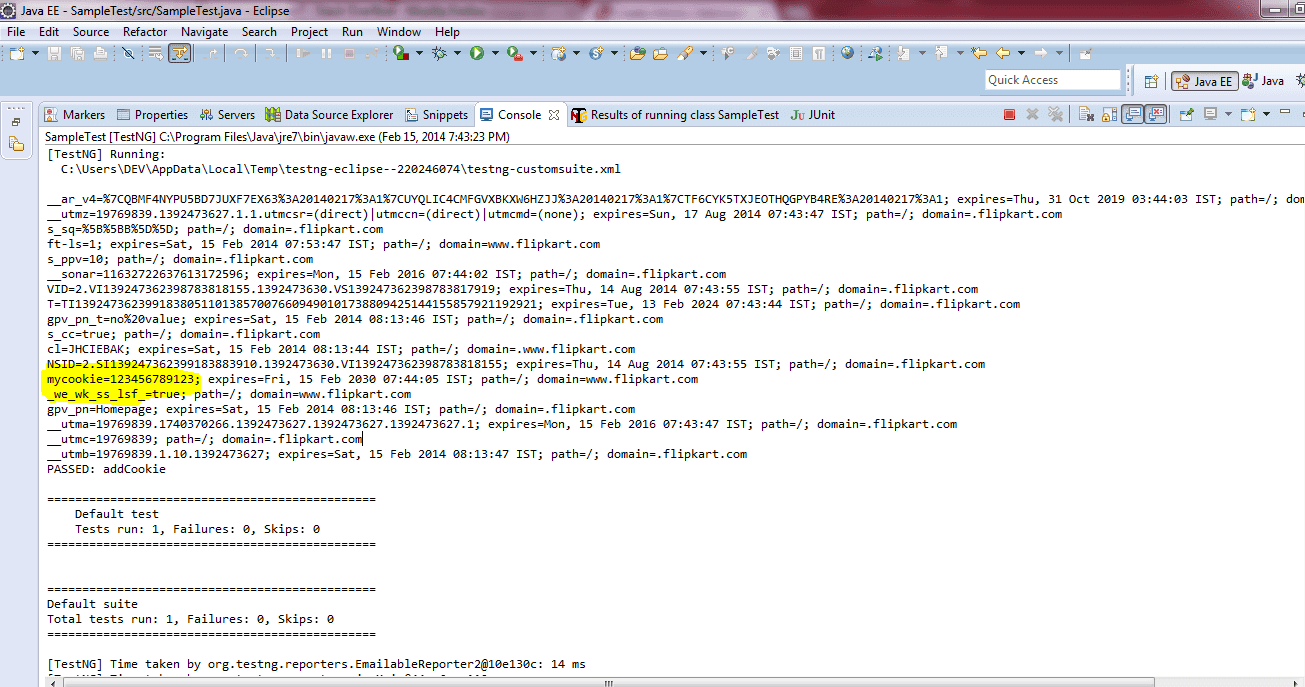 Java EE - SampleTest/src/SampleTest.java - Eclipse
File Edit Source Refactor Navigate Search Project Run Window Help
Quick Access Java EE Java
Markers Properties Servers Data Source Explorer Snippets Console Results of running class SampleTest JUnit
SampleTest [TestNG] C:\Program Files\Java\jre7\bin\javaw.exe (Feb 15, 2014 7:43:23 PM)
[TestNG] Running:
C:\Users\DEV\AppData\Local\Temp\testng-eclipse--220246074\testng-customsuite.xml
__ar_v4=%7CQBMF4NYPU5BD7JUXF7EX63%3A20140217%3A1%7CUYQLIC4CMFGVXBKXW6HZJJ%3A20140217%3A1%7CTF6CYK5TXJEOTHQGPYB4RE%3A20140217%3A1; expires=Thu, 31 Oct 2019 03:44:03 IST; path=/;
__utmz=19769839.1392473627.1.1.utmcsr=(direct)|utmccn=(direct)|utmcmd=(none); expires=Sun, 17 Aug 2014 07:43:47 IST; path=/; domain=.flipkart.com
s_sq=%5B%5BB%5D%5D; path=/; domain=.flipkart.com
ft-ls=1; expires=Sat, 15 Feb 2014 07:53:47 IST; path=/; domain=www.flipkart.com
s_ppv=10; path=/; domain=.flipkart.com
__sonar=11632722637613172596; expires=Mon, 15 Feb 2016 07:44:02 IST; path=/; domain=.flipkart.com
VID=2.VI139247362398783818155.1392473630.VS139247362398783817919; expires=Thu, 14 Aug 2014 07:43:55 IST; path=/; domain=.flipkart.com
T=TI139247362399183805110138570076609490101738809425144155857921192921; expires=Tue, 13 Feb 2024 07:43:44 IST; path=/; domain=.flipkart.com
gpv_pn_t=no%20value; expires=Sat, 15 Feb 2014 08:13:46 IST; path=/; domain=.flipkart.com
s_cc=true; path=/; domain=.flipkart.com
cl=JHCIEBAK; expires=Sat, 15 Feb 2014 08:13:44 IST; path=/; domain=.www.flipkart.com
NSID=2.SI139247362399183883910.1392473630.VI139247362398783818155; expires=Thu, 14 Aug 2014 07:43:55 IST; path=/; domain=.flipkart.com
mycookie=123456789123; expires=Fri, 15 Feb 2030 07:44:05 IST; path=/; domain=www.flipkart.com
_we_wk_ss_lsf_=true; path=/; domain=www.flipkart.com
gpv_pn=Homepage; expires=Sat, 15 Feb 2014 08:13:46 IST; path=/; domain=.flipkart.com
__utma=19769839.1740370266.1392473627.1392473627.1392473627.1; expires=Mon, 15 Feb 2016 07:43:47 IST; path=/; domain=.flipkart.com
__utmc=19769839; path=/; domain=.flipkart.com
__utmb=19769839.1.10.1392473627; expires=Sat, 15 Feb 2014 08:13:47 IST; path=/; domain=.flipkart.com
PASSED: addCookie
===============================================
Default test
Tests run: 1, Failures: 0, Skips: 0
===============================================
===============================================
Default suite
Total tests run: 1, Failures: 0, Skips: 0
===============================================
[TestNG] Time taken by org.testng.reporters.EmailableReporter2@10e130c: 14 ms